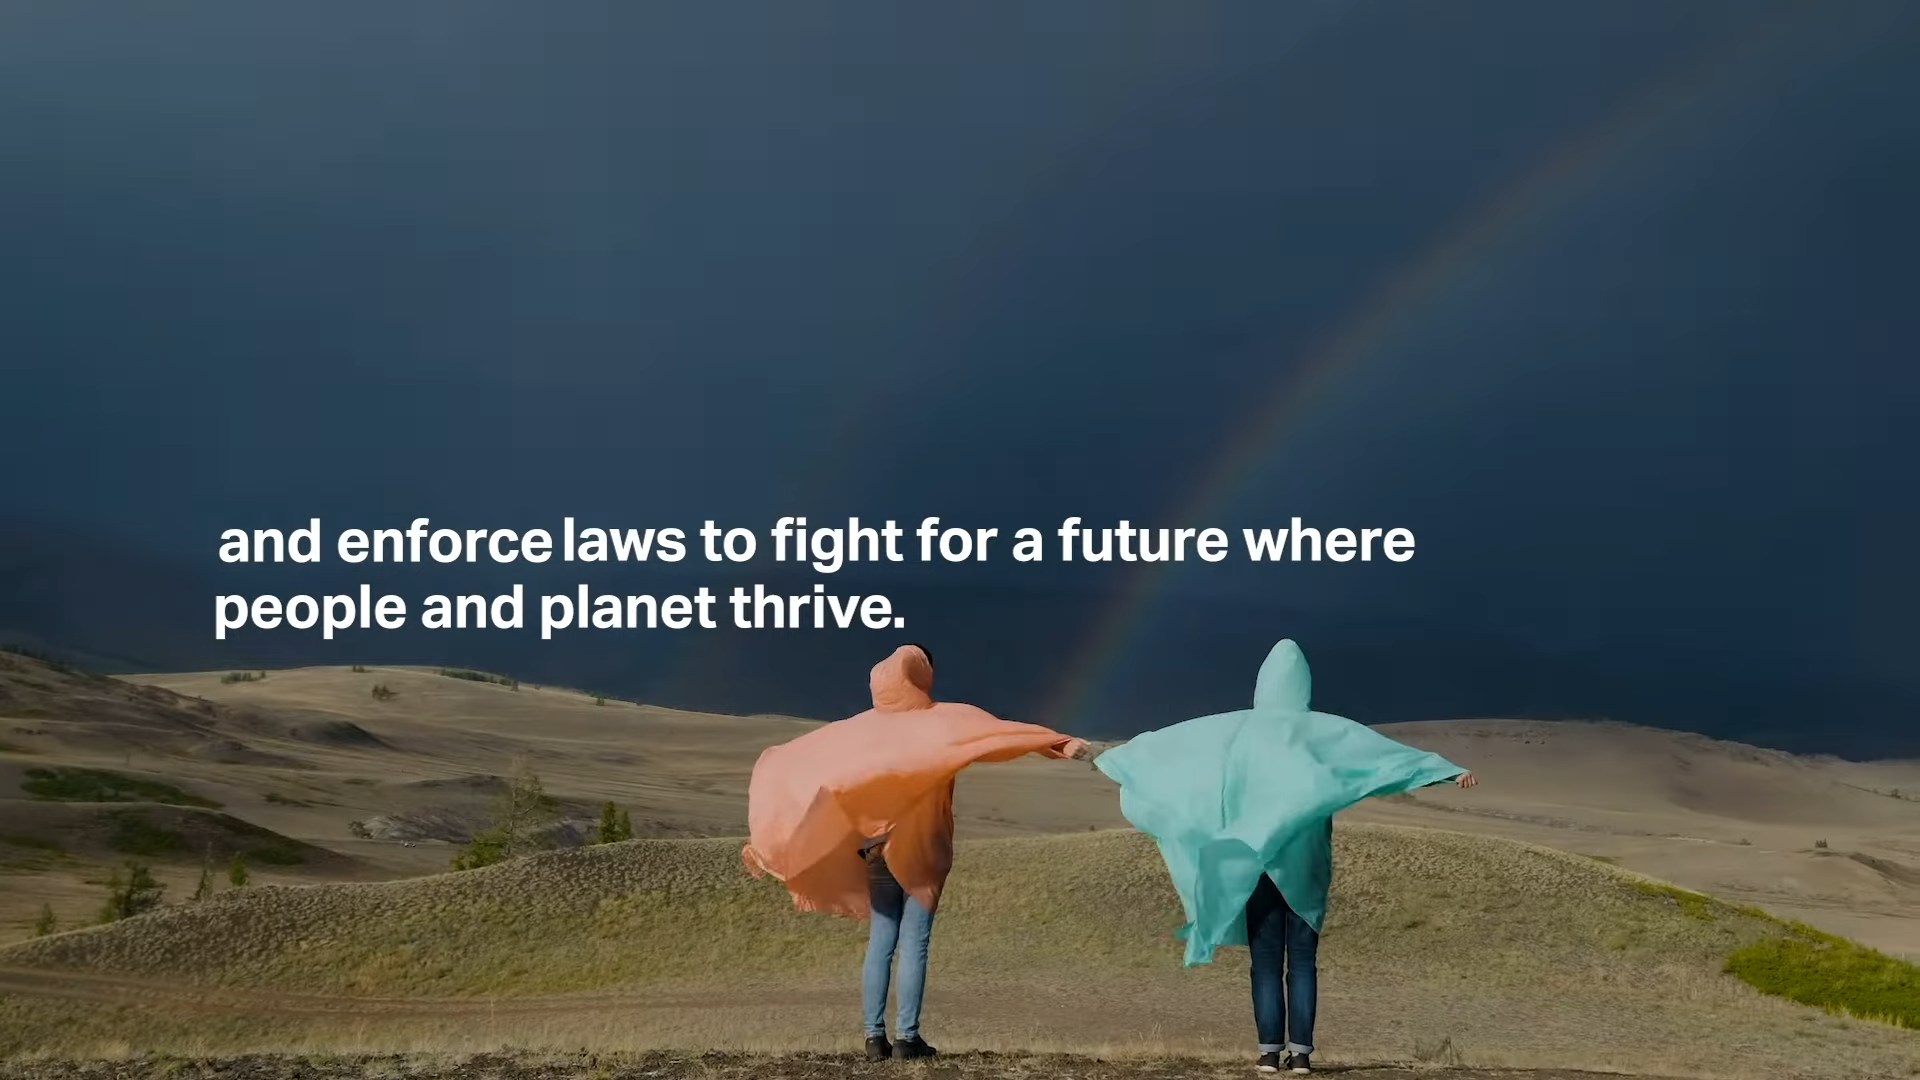 and enforce laws to fight for a future where
people and planet thrive.